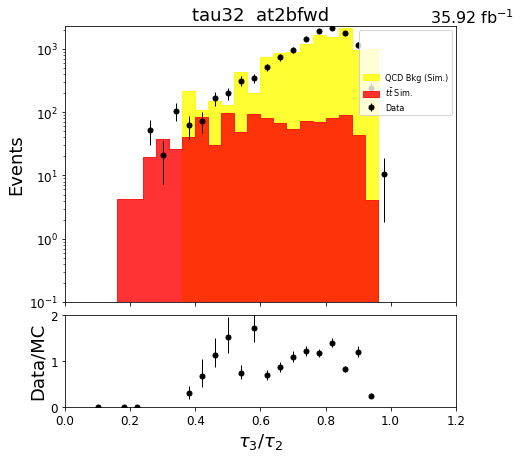 tau32 at2bfwd
35.92 fb⁻¹
10³
10²
10¹
10⁰
10⁻¹
Events
QCD Bkg (Sim.)
tt̄ Sim.
Data
2
1
0
Data/MC
0.0 0.2 0.4 0.6 0.8 1.0 1.2
τ₃/τ₂